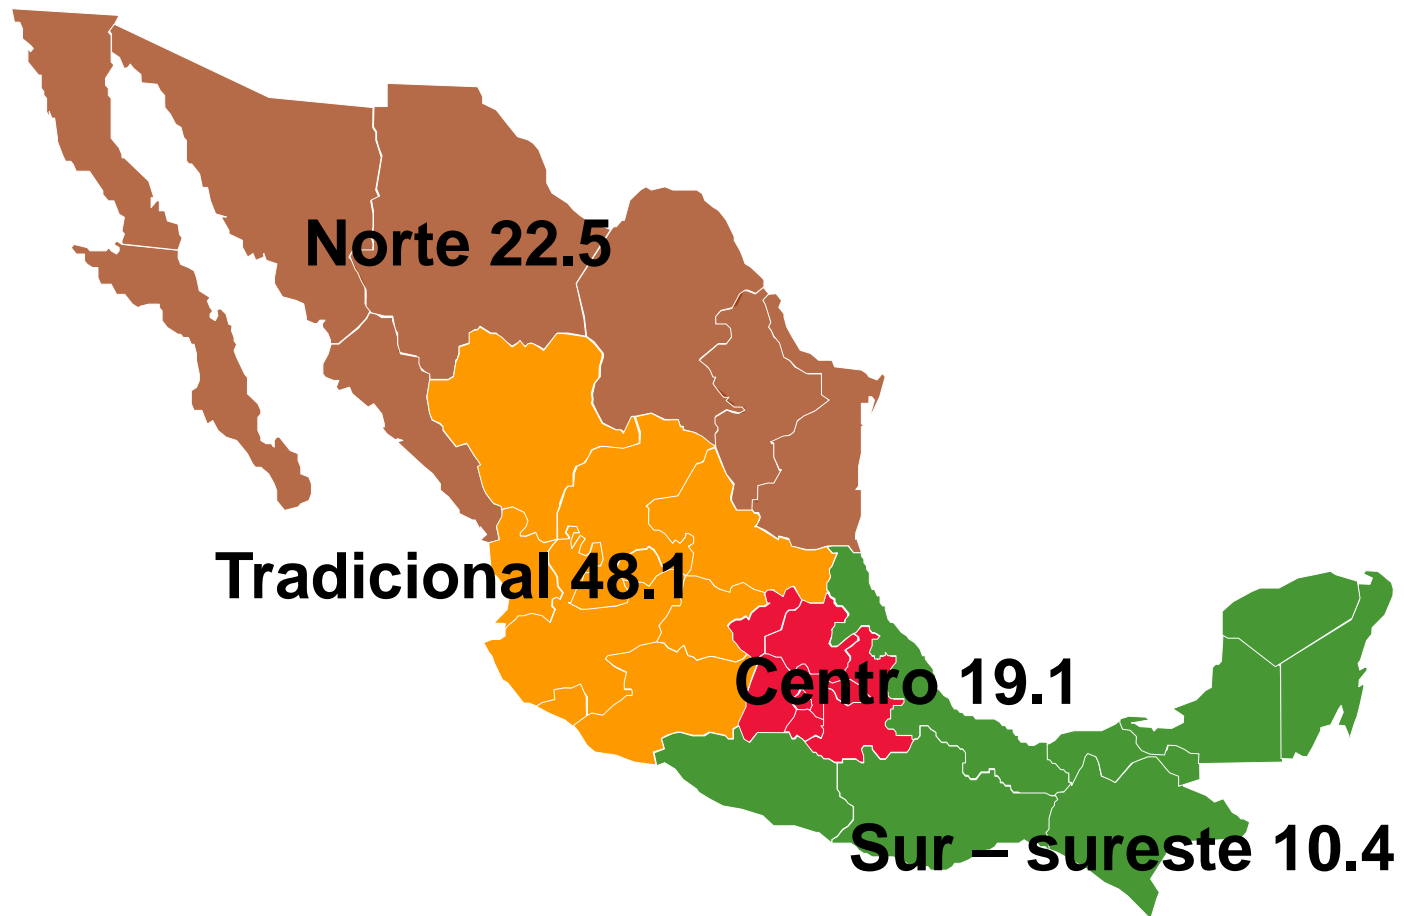 Norte 22.5
Tradicional 48.1
Centro 19.1
Sur – sureste 10.4